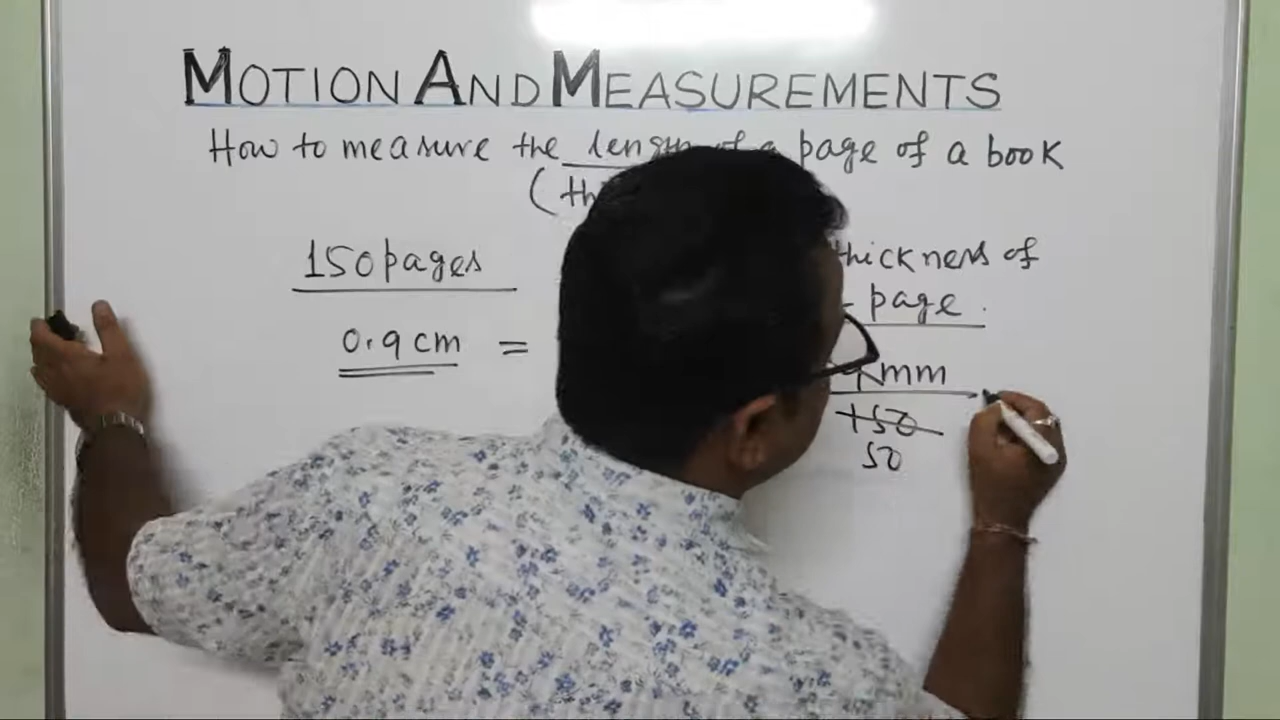 MOTION AND MEASUREMENTS
How to measure the length of a page of a book
(th
150 pages
thickness of
page.
0.9 cm =
mm
150
50